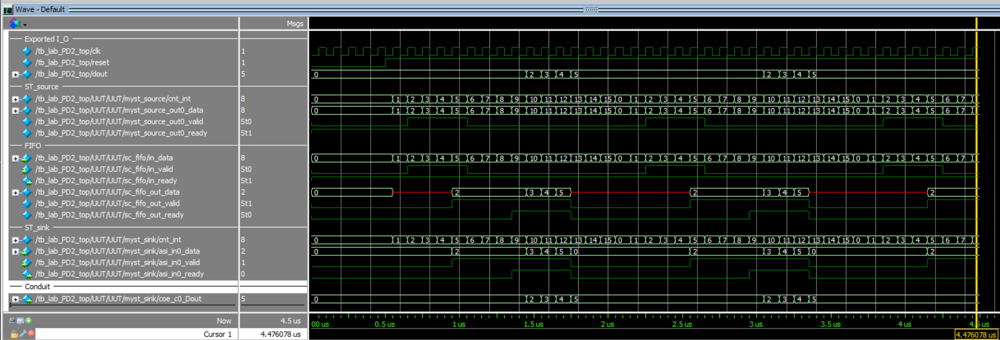 Wave - Default
Msgs
Exported I_O
/tb_lab_PD2_top/clk 1
/tb_lab_PD2_top/reset 1
/tb_lab_PD2_top/dout 5 0 2 3 4 5 2 3 4 5
ST_source
/tb_lab_PD2_top/UUT/UUT/myst_source/cnt_int 8 0 1 2 3 4 5 6 7 8 9 10 11 12 13 14 15 0 1 2 3 4 5 6 7 8 9 10 11 12 13 14 15 0 1 2 3 4 5 6 7
/tb_lab_PD2_top/UUT/UUT/myst_source_out0_data 8 0 1 2 3 4 5 6 7 8 9 10 11 12 13 14 15 0 1 2 3 4 5 6 7 8 9 10 11 12 13 14 15 0 1 2 3 4 5 6 7
/tb_lab_PD2_top/UUT/UUT/myst_source_out0_valid St0
/tb_lab_PD2_top/UUT/UUT/myst_source_out0_ready St1
FIFO
/tb_lab_PD2_top/UUT/UUT/sc_fifo/in_data 8 0 1 2 3 4 5 6 7 8 9 10 11 12 13 14 15 0 1 2 3 4 5 6 7 8 9 10 11 12 13 14 15 0 1 2 3 4 5 6 7
/tb_lab_PD2_top/UUT/UUT/sc_fifo/in_valid St0
/tb_lab_PD2_top/UUT/UUT/sc_fifo/in_ready St1
/tb_lab_PD2_top/UUT/UUT/sc_fifo_out_data 2 0 2 3 4 5 2 3 4 5 2
/tb_lab_PD2_top/UUT/UUT/sc_fifo_out_valid St1
/tb_lab_PD2_top/UUT/UUT/sc_fifo_out_ready St0
ST_sink
/tb_lab_PD2_top/UUT/UUT/myst_sink/cnt_int 8 0 1 2 3 4 5 6 7 8 9 10 11 12 13 14 15 0 1 2 3 4 5 6 7 8 9 10 11 12 13 14 15 0 1 2 3 4 5 6 7
/tb_lab_PD2_top/UUT/UUT/myst_sink/asi_in0_data 2 0 2 3 4 5 0 2 3 4 5 0 2
/tb_lab_PD2_top/UUT/UUT/myst_sink/asi_in0_valid 1
/tb_lab_PD2_top/UUT/UUT/myst_sink/asi_in0_ready 0
Conduit
/tb_lab_PD2_top/UUT/UUT/myst_sink/coe_c0_Dout 5 0 2 3 4 5 2 3 4 5
Now 4.5 us 00 us 0.5 us 1 us 1.5 us 2 us 2.5 us 3 us 3.5 us 4 us 4.5 us
Cursor 1 4.476078 us 4.476078 us